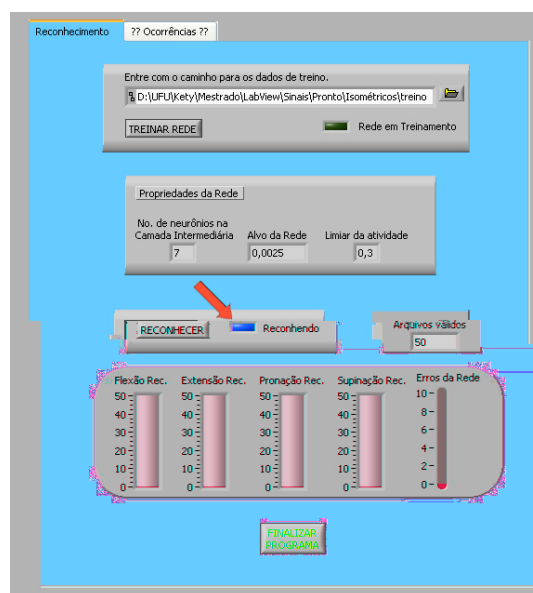 Reconhecimento ?? Ocorrências ??
Entre com o caminho para os dados de treino.
D:\UFU\Kety\Mestrado\LabView\Sinais\Pronto\Isométricos\treino
TREINAR REDE Rede em Treinamento
Propriedades da Rede
No. de neurônios na
Camada Intermediária Alvo da Rede Limiar da atividade
7 0,0025 0,3
RECONHECER Reconhendo Arquivos válidos
50
Flexão Rec. Extensão Rec. Pronação Rec. Supinação Rec. Erros da Rede
50 50 50 50 10
40 40 40 40 8
30 30 30 30 6
20 20 20 20 4
10 10 10 10 2
0 0 0 0 0
FINALIZAR
PROGRAMA